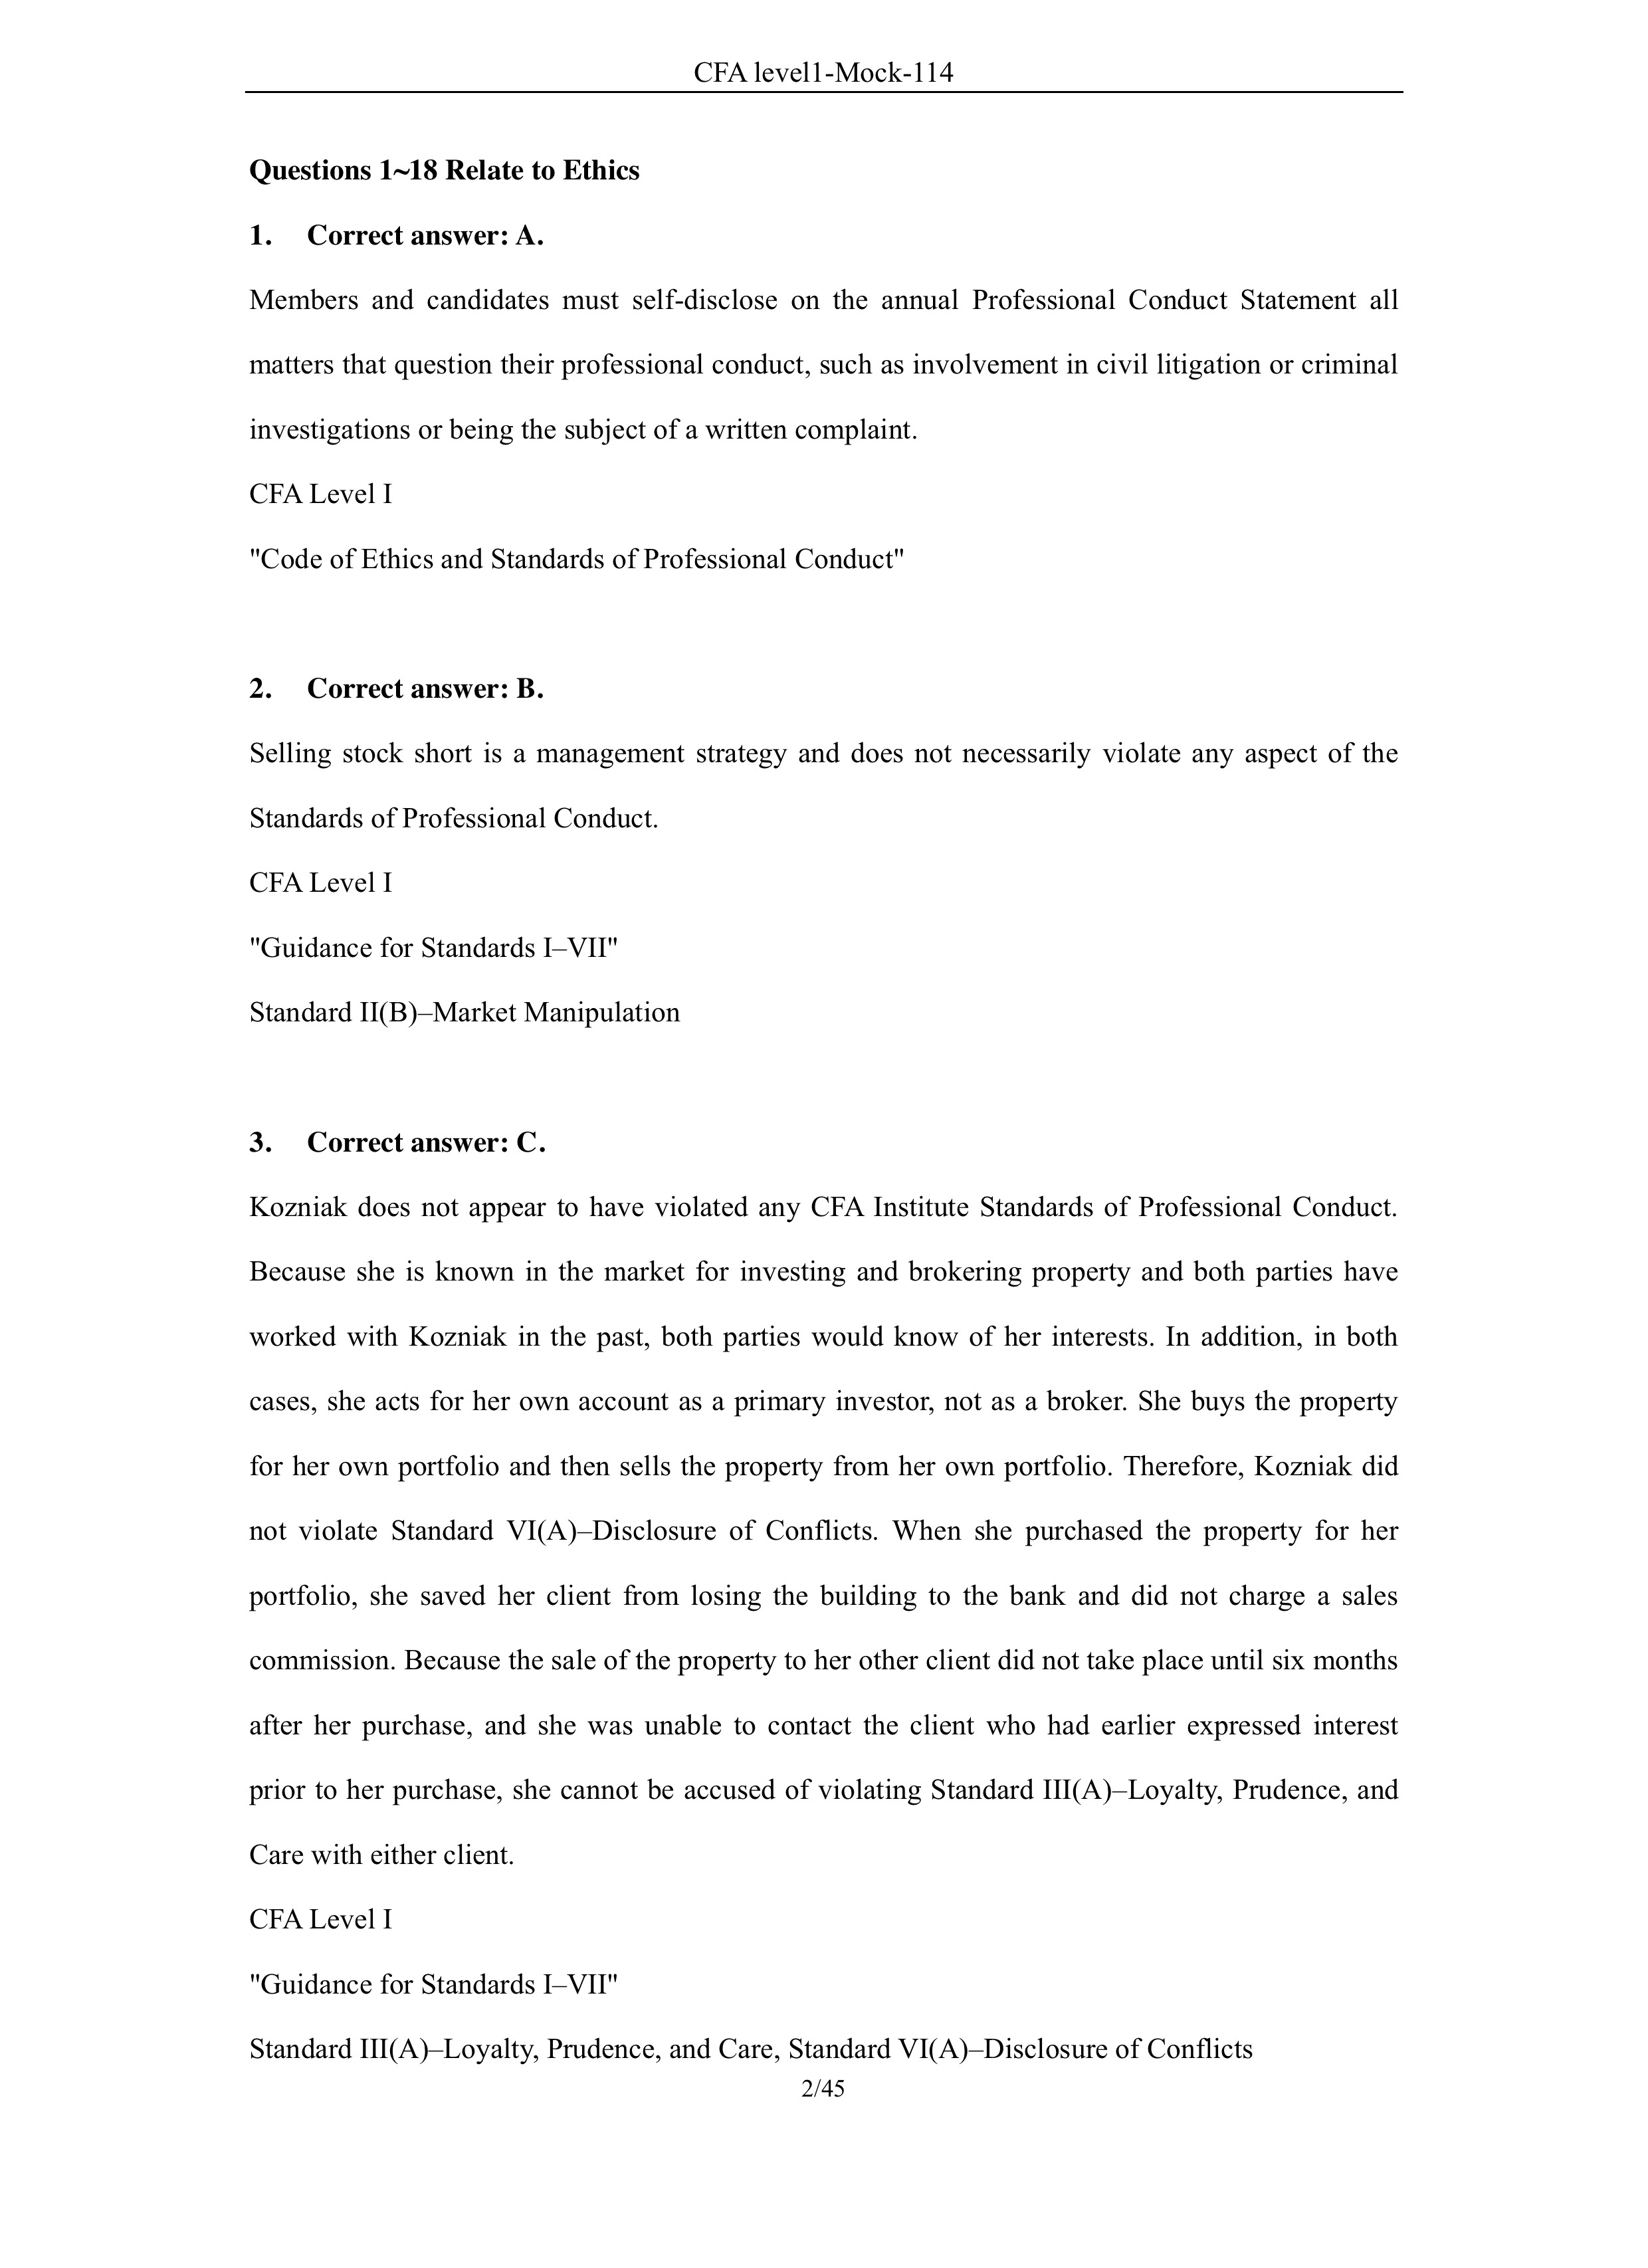 CFA level1-Mock-114
Questions 1~18 Relate to Ethics
1. Correct answer: A.
Members and candidates must self-disclose on the annual Professional Conduct Statement all
matters that question their professional conduct, such as involvement in civil litigation or criminal
investigations or being the subject of a written complaint.
CFA Level I
"Code of Ethics and Standards of Professional Conduct"
2. Correct answer: B.
Selling stock short is a management strategy and does not necessarily violate any aspect of the
Standards of Professional Conduct.
CFA Level I
"Guidance for Standards I–VII"
Standard II(B)–Market Manipulation
3. Correct answer: C.
Kozniak does not appear to have violated any CFA Institute Standards of Professional Conduct.
Because she is known in the market for investing and brokering property and both parties have
worked with Kozniak in the past, both parties would know of her interests. In addition, in both
cases, she acts for her own account as a primary investor, not as a broker. She buys the property
for her own portfolio and then sells the property from her own portfolio. Therefore, Kozniak did
not violate Standard VI(A)–Disclosure of Conflicts. When she purchased the property for her
portfolio, she saved her client from losing the building to the bank and did not charge a sales
commission. Because the sale of the property to her other client did not take place until six months
after her purchase, and she was unable to contact the client who had earlier expressed interest
prior to her purchase, she cannot be accused of violating Standard III(A)–Loyalty, Prudence, and
Care with either client.
CFA Level I
"Guidance for Standards I–VII"
Standard III(A)–Loyalty, Prudence, and Care, Standard VI(A)–Disclosure of Conflicts
2/45